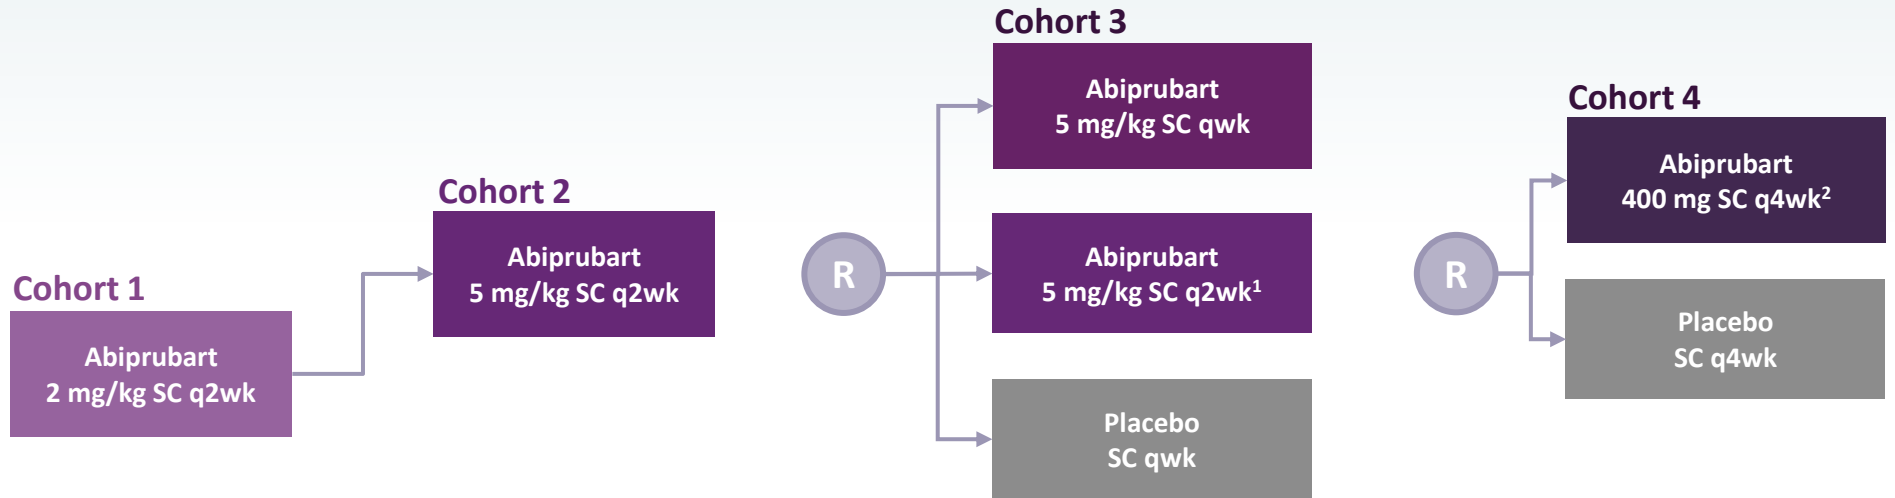 Cohort 1
Abiprubart
2 mg/kg SC q2wk
Cohort 2
Abiprubart
5 mg/kg SC q2wk
R
Cohort 3
Abiprubart
5 mg/kg SC qwk
Abiprubart
5 mg/kg SC q2wk¹
Placebo
SC qwk
R
Cohort 4
Abiprubart
400 mg SC q4wk²
Placebo
SC q4wk